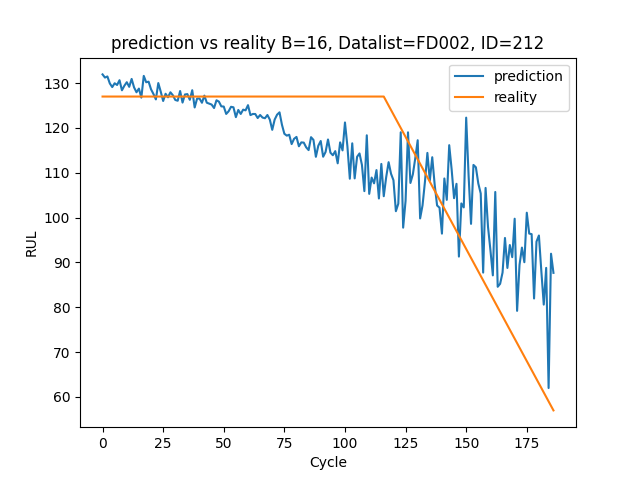 prediction vs reality B=16, Datalist=FD002, ID=212
prediction
reality
RUL
130
120
110
100
90
80
70
60
0 25 50 75 100 125 150 175
Cycle